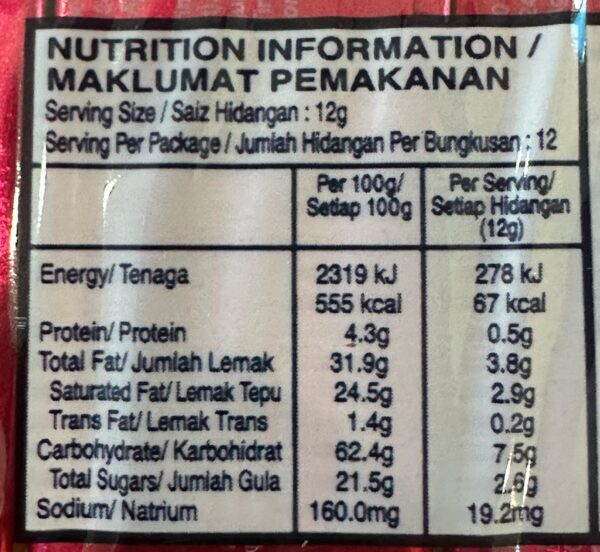 NUTRITION INFORMATION /
MAKLUMAT PEMAKANAN
Serving Size / Saiz Hidangan : 12g
Serving Per Package / Jumlah Hidangan Per Bungkusan : 12
Per 100g/ Per Serving/
Setiap 100g Setiap Hidangan
(12g)
Energy/ Tenaga 2319 kJ 278 kJ
555 kcal 67 kcal
Protein/ Protein 4.3g 0.5g
Total Fat/ Jumlah Lemak 31.9g 3.8g
Saturated Fat/ Lemak Tepu 24.5g 2.9g
Trans Fat/ Lemak Trans 1.4g 0.2g
Carbohydrate/ Karbohidrat 62.4g 7.5g
Total Sugars/ Jumlah Gula 21.5g 2.6g
Sodium/ Natrium 160.0mg 19.2mg